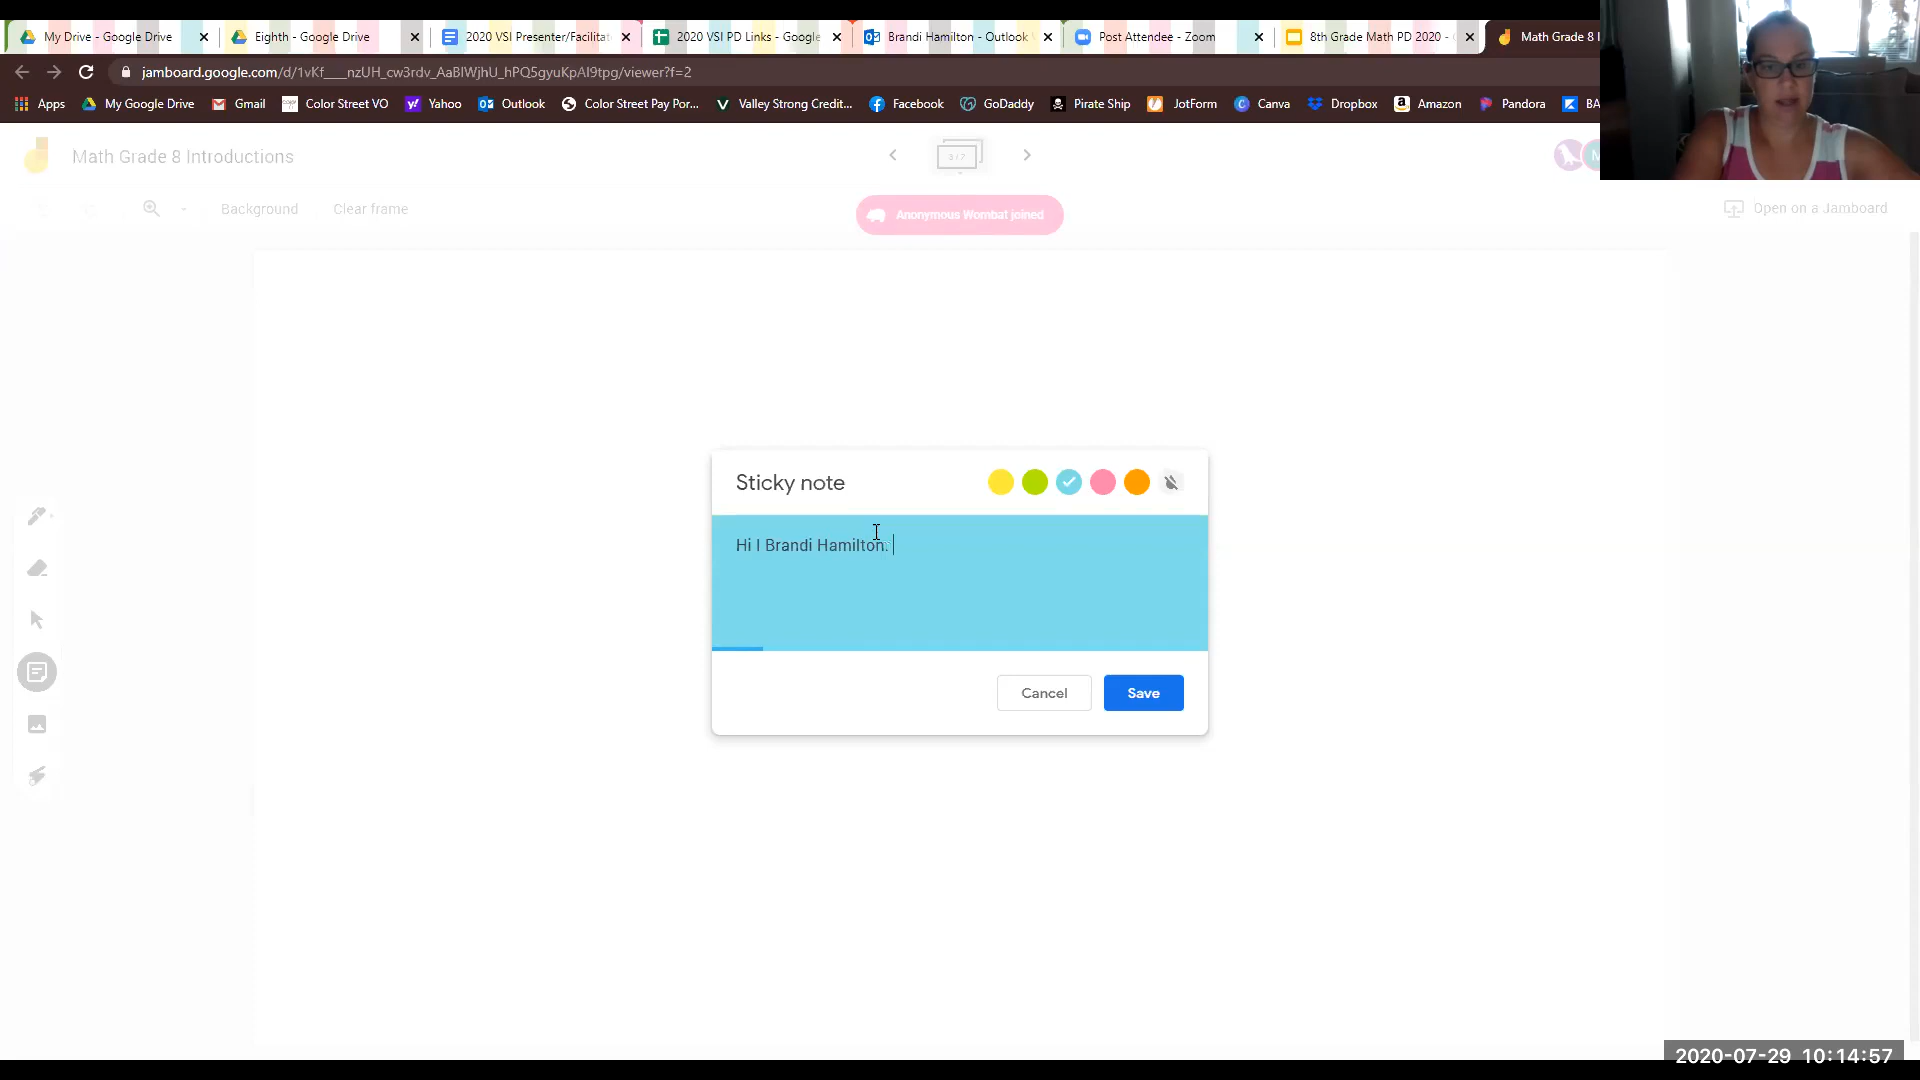 My Drive - Google Drive
Eighth - Google Drive
2020 VSI Presenter/Facilitat
2020 VSI PD Links - Google
Brandi Hamilton - Outlook
Post Attendee - Zoom
8th Grade Math PD 2020 -
Math Grade 8 I
jamboard.google.com/d/1vKf___nzUH_cw3rdv_AaBlWjhU_hPQ5gyuKpAl9tpg/viewer?f=2
Apps
My Google Drive
Gmail
Color Street VO
Yahoo
Outlook
Color Street Pay Por...
Valley Strong Credit...
Facebook
GoDaddy
Pirate Ship
JotForm
Canva
Dropbox
Amazon
Pandora
BA
Math Grade 8 Introductions
3 / 7
Background
Clear frame
Anonymous Wombat joined
Open on a Jamboard
Sticky note
Hi I Brandi Hamilton.
Cancel
Save
2020-07-29 10:14:57